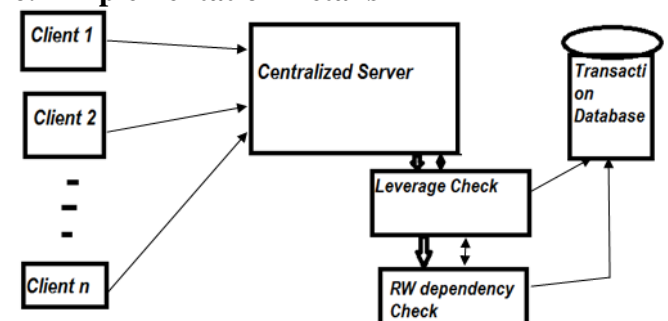 Client 1
Centralized Server
Transacti
on
Database
Client 2
Leverage Check
Client n
RW dependency
Check